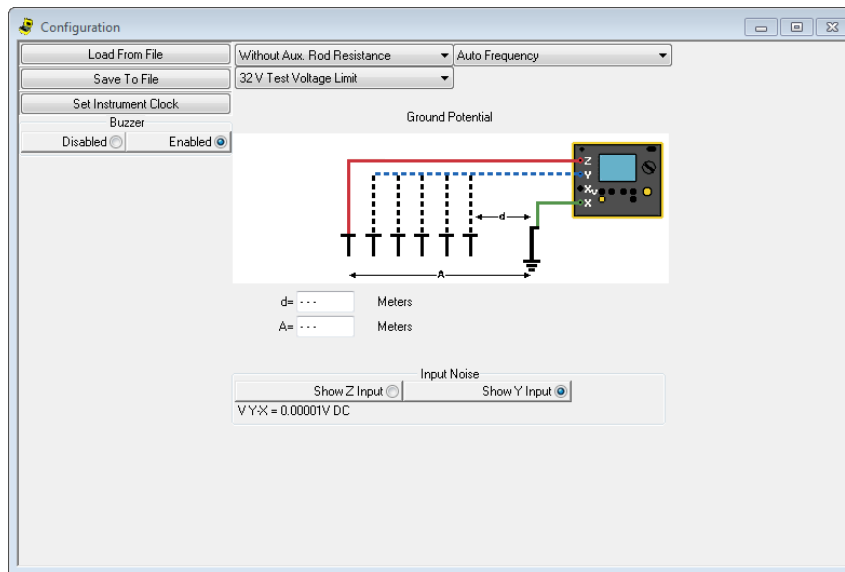 Configuration
Load From File
Without Aux. Rod Resistance
Auto Frequency
Save To File
32 V Test Voltage Limit
Set Instrument Clock
Buzzer
Disabled
Enabled
Ground Potential
Z
Y
Xv
X
d
A
d= ---
Meters
A= ---
Meters
Input Noise
Show Z Input
Show Y Input
V Y-X = 0.00001V DC